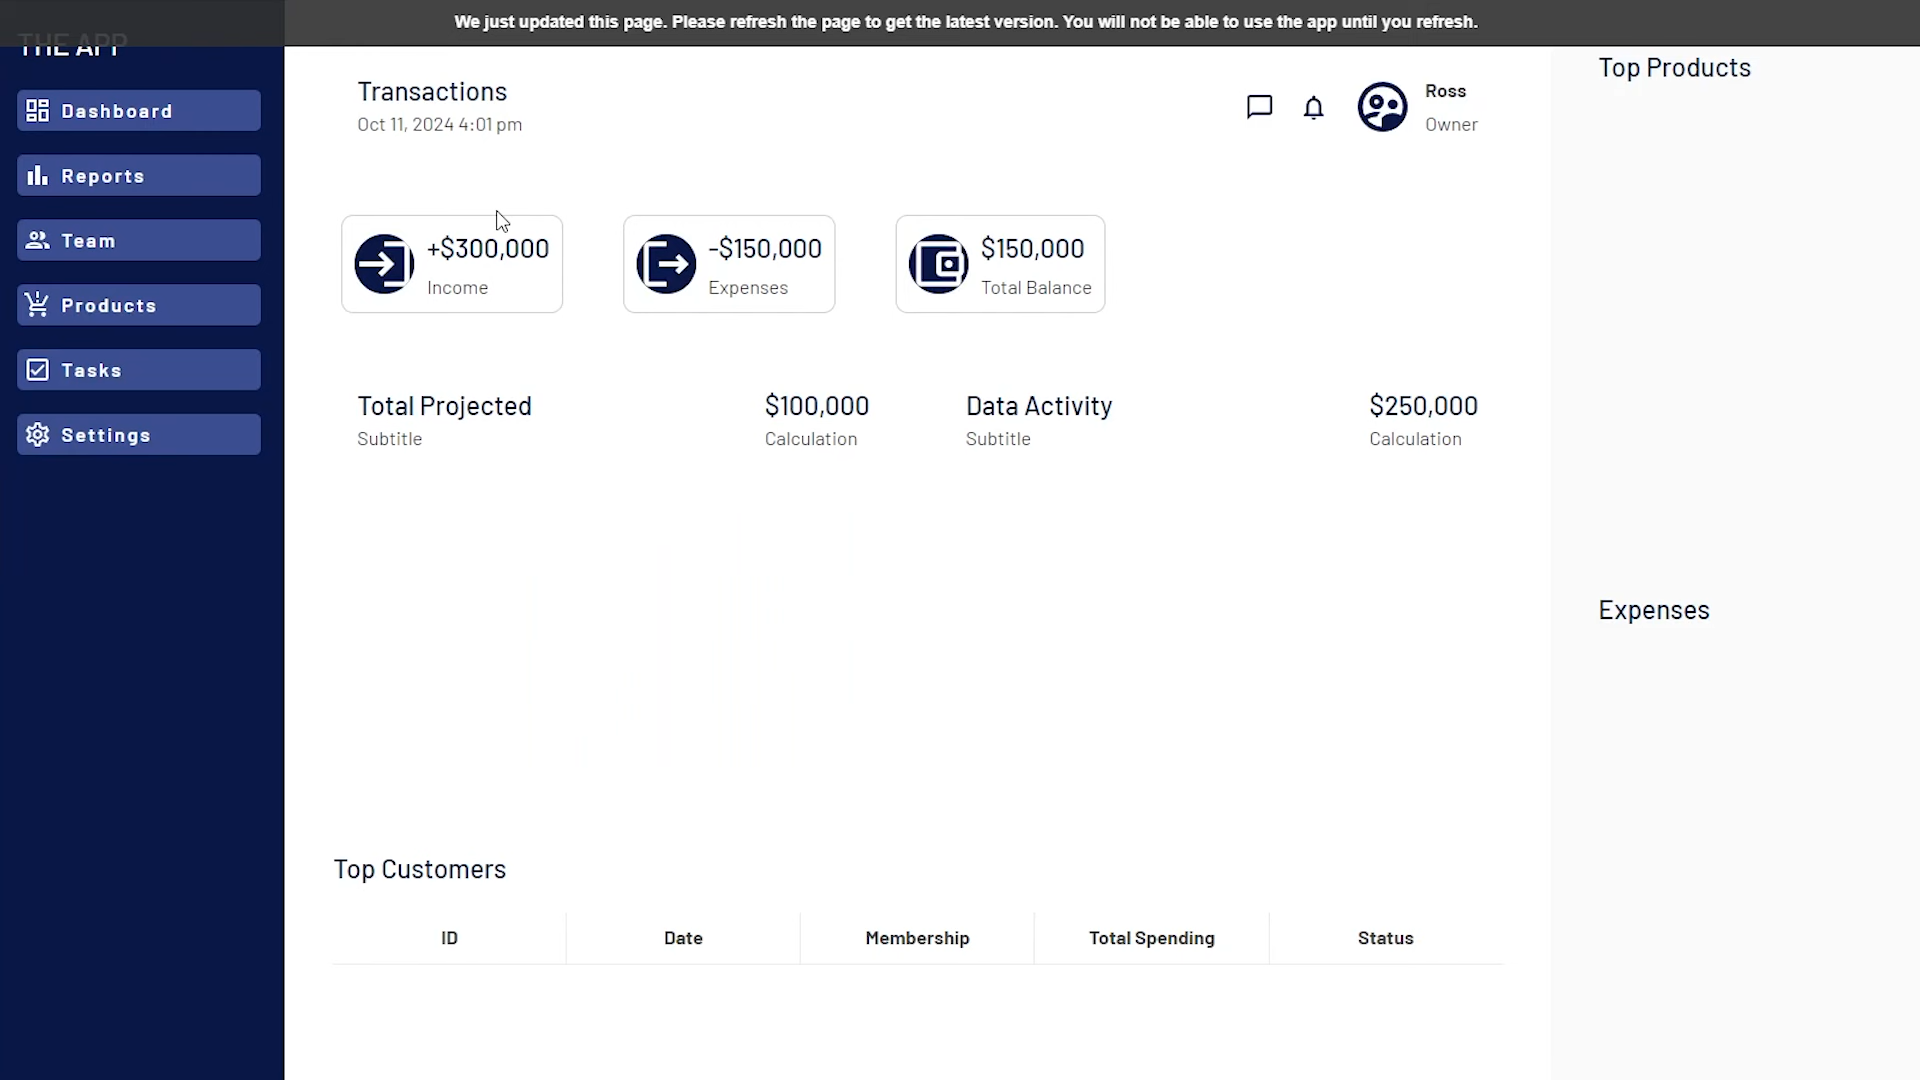 We just updated this page. Please refresh the page to get the latest version. You will not be able to use the app until you refresh.
THE APP
Dashboard
Reports
Team
Products
Tasks
Settings
Transactions
Oct 11, 2024 4:01 pm
Ross
Owner
+$300,000
Income
-$150,000
Expenses
$150,000
Total Balance
Total Projected
Subtitle
$100,000
Calculation
Data Activity
Subtitle
$250,000
Calculation
Top Customers
ID Date Membership Total Spending Status
Top Products
Expenses